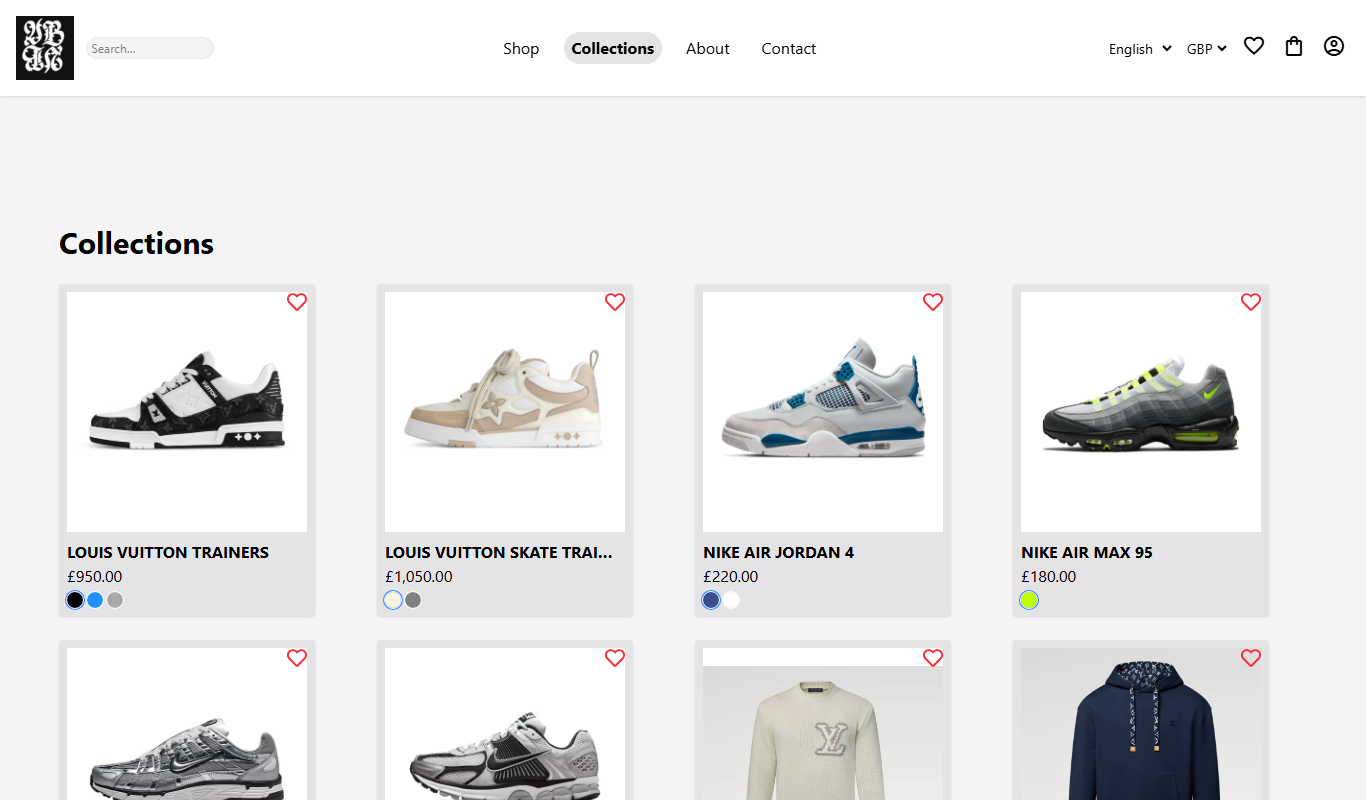 Search...
Shop
Collections
About
Contact
English
GBP
Collections
LOUIS VUITTON TRAINERS
£950.00
LOUIS VUITTON SKATE TRAI...
£1,050.00
NIKE AIR JORDAN 4
£220.00
NIKE AIR MAX 95
£180.00